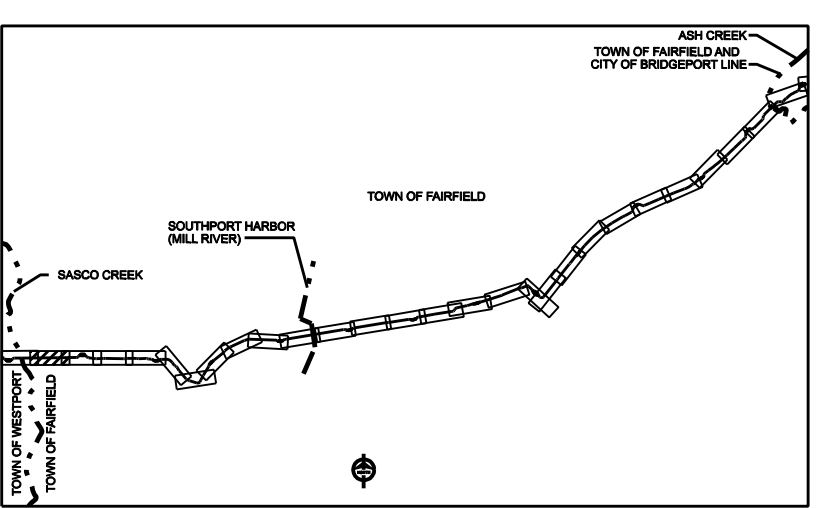 ASH CREEK
TOWN OF FAIRFIELD AND
CITY OF BRIDGEPORT LINE
TOWN OF FAIRFIELD
SOUTHPORT HARBOR
(MILL RIVER)
SASCO CREEK
TOWN OF WESTPORT
TOWN OF FAIRFIELD